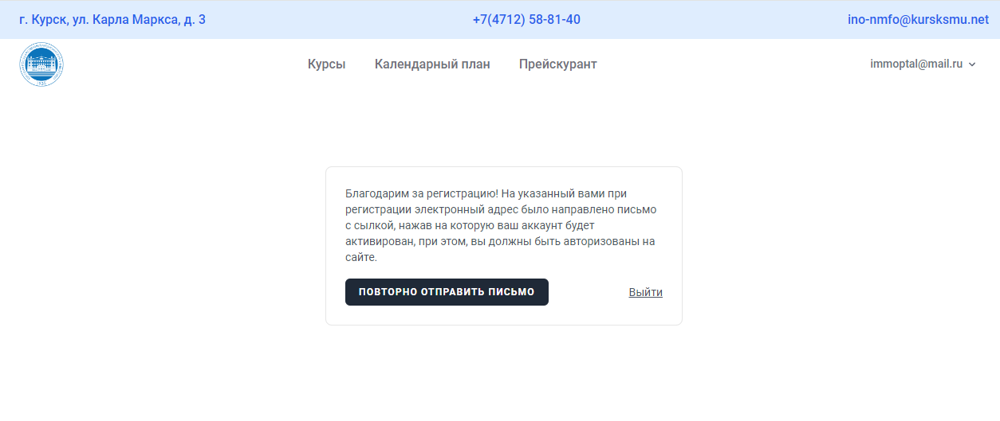 г. Курск, ул. Карла Маркса, д. 3
+7(4712) 58-81-40
ino-nmfo@kursksmu.net
Курсы
Календарный план
Прейскурант
immoptal@mail.ru
Благодарим за регистрацию! На указанный вами при
регистрации электронный адрес было направлено письмо
с сылкой, нажав на которую ваш аккаунт будет
активирован, при этом, вы должны быть авторизованы на
сайте.
ПОВТОРНО ОТПРАВИТЬ ПИСЬМО
Выйти